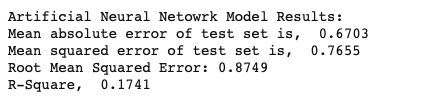 Artificial Neural Netowrk Model Results:
Mean absolute error of test set is,  0.6703
Mean squared error of test set is,  0.7655
Root Mean Squared Error: 0.8749
R-Square,  0.1741